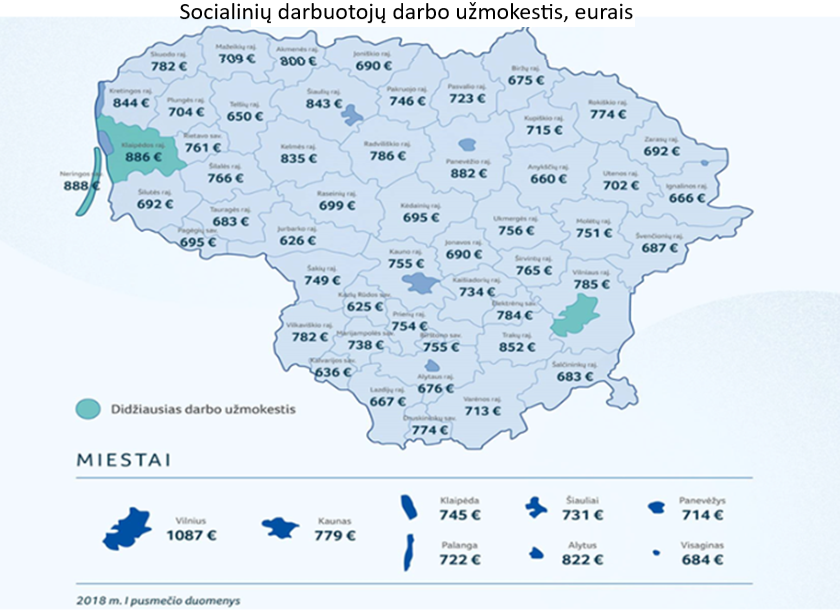 Socialinių darbuotojų darbo užmokestis, eurais
Skuodo raj.
782 €
Mažeikių raj.
709 €
Akmenės raj.
800 €
Joniškio raj.
690 €
Biržų raj.
675 €
Kretingos raj.
844 €
Plungės raj.
704 €
Telšių raj.
650 €
Šiaulių raj.
843 €
Pakruojo raj.
746 €
Pasvalio raj.
723 €
Kupiškio raj.
715 €
Rokiškio raj.
774 €
Klaipėdos raj.
886 €
Rietavo sav.
761 €
Kelmės raj.
835 €
Radviliškio raj.
786 €
Panevėžio raj.
882 €
Anykščių raj.
660 €
Zarasų raj.
692 €
Neringos sav.
888 €
Šilalės raj.
766 €
Utenos raj.
702 €
Ignalinos raj.
666 €
Šilutės raj.
692 €
Tauragės raj.
683 €
Raseinių raj.
699 €
Kėdainių raj.
695 €
Ukmergės raj.
756 €
Molėtų raj.
751 €
Švenčionių raj.
687 €
Pagėgių sav.
695 €
Jurbarko raj.
626 €
Kauno raj.
755 €
Jonavos raj.
690 €
Širvintų raj.
765 €
Vilniaus raj.
785 €
Šakių raj.
749 €
Kazlų Rūdos sav.
625 €
Kaišiadorių raj.
734 €
Elektrėnų sav.
784 €
Vilkaviškio raj.
782 €
Marijampolės sav.
738 €
Prienų raj.
754 €
Birštono sav.
755 €
Trakų raj.
852 €
Kalvarijos sav.
636 €
Alytaus raj.
676 €
Šalčininkų raj.
683 €
Lazdijų raj.
667 €
Varėnos raj.
713 €
Druskininkų sav.
774 €
Didžiausias darbo užmokestis
MIESTAI
Vilnius
1087 €
Kaunas
779 €
Klaipėda
745 €
Šiauliai
731 €
Panevėžys
714 €
Palanga
722 €
Alytus
822 €
Visaginas
684 €
2018 m. I pusmečio duomenys